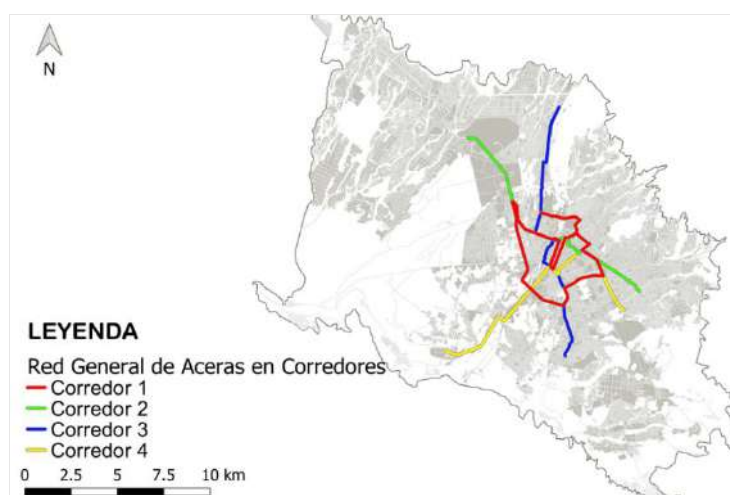 N
LEYENDA
Red General de Aceras en Corredores
Corredor 1
Corredor 2
Corredor 3
Corredor 4
0 2.5 5 7.5 10 km